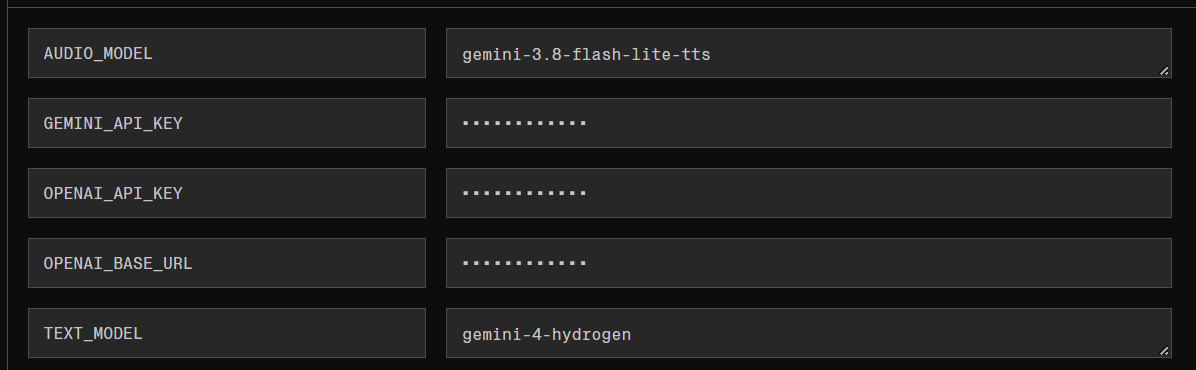 AUDIO_MODEL gemini-3.8-flash-lite-tts
GEMINI_API_KEY ••••••••••••
OPENAI_API_KEY ••••••••••••
OPENAI_BASE_URL ••••••••••••
TEXT_MODEL gemini-4-hydrogen